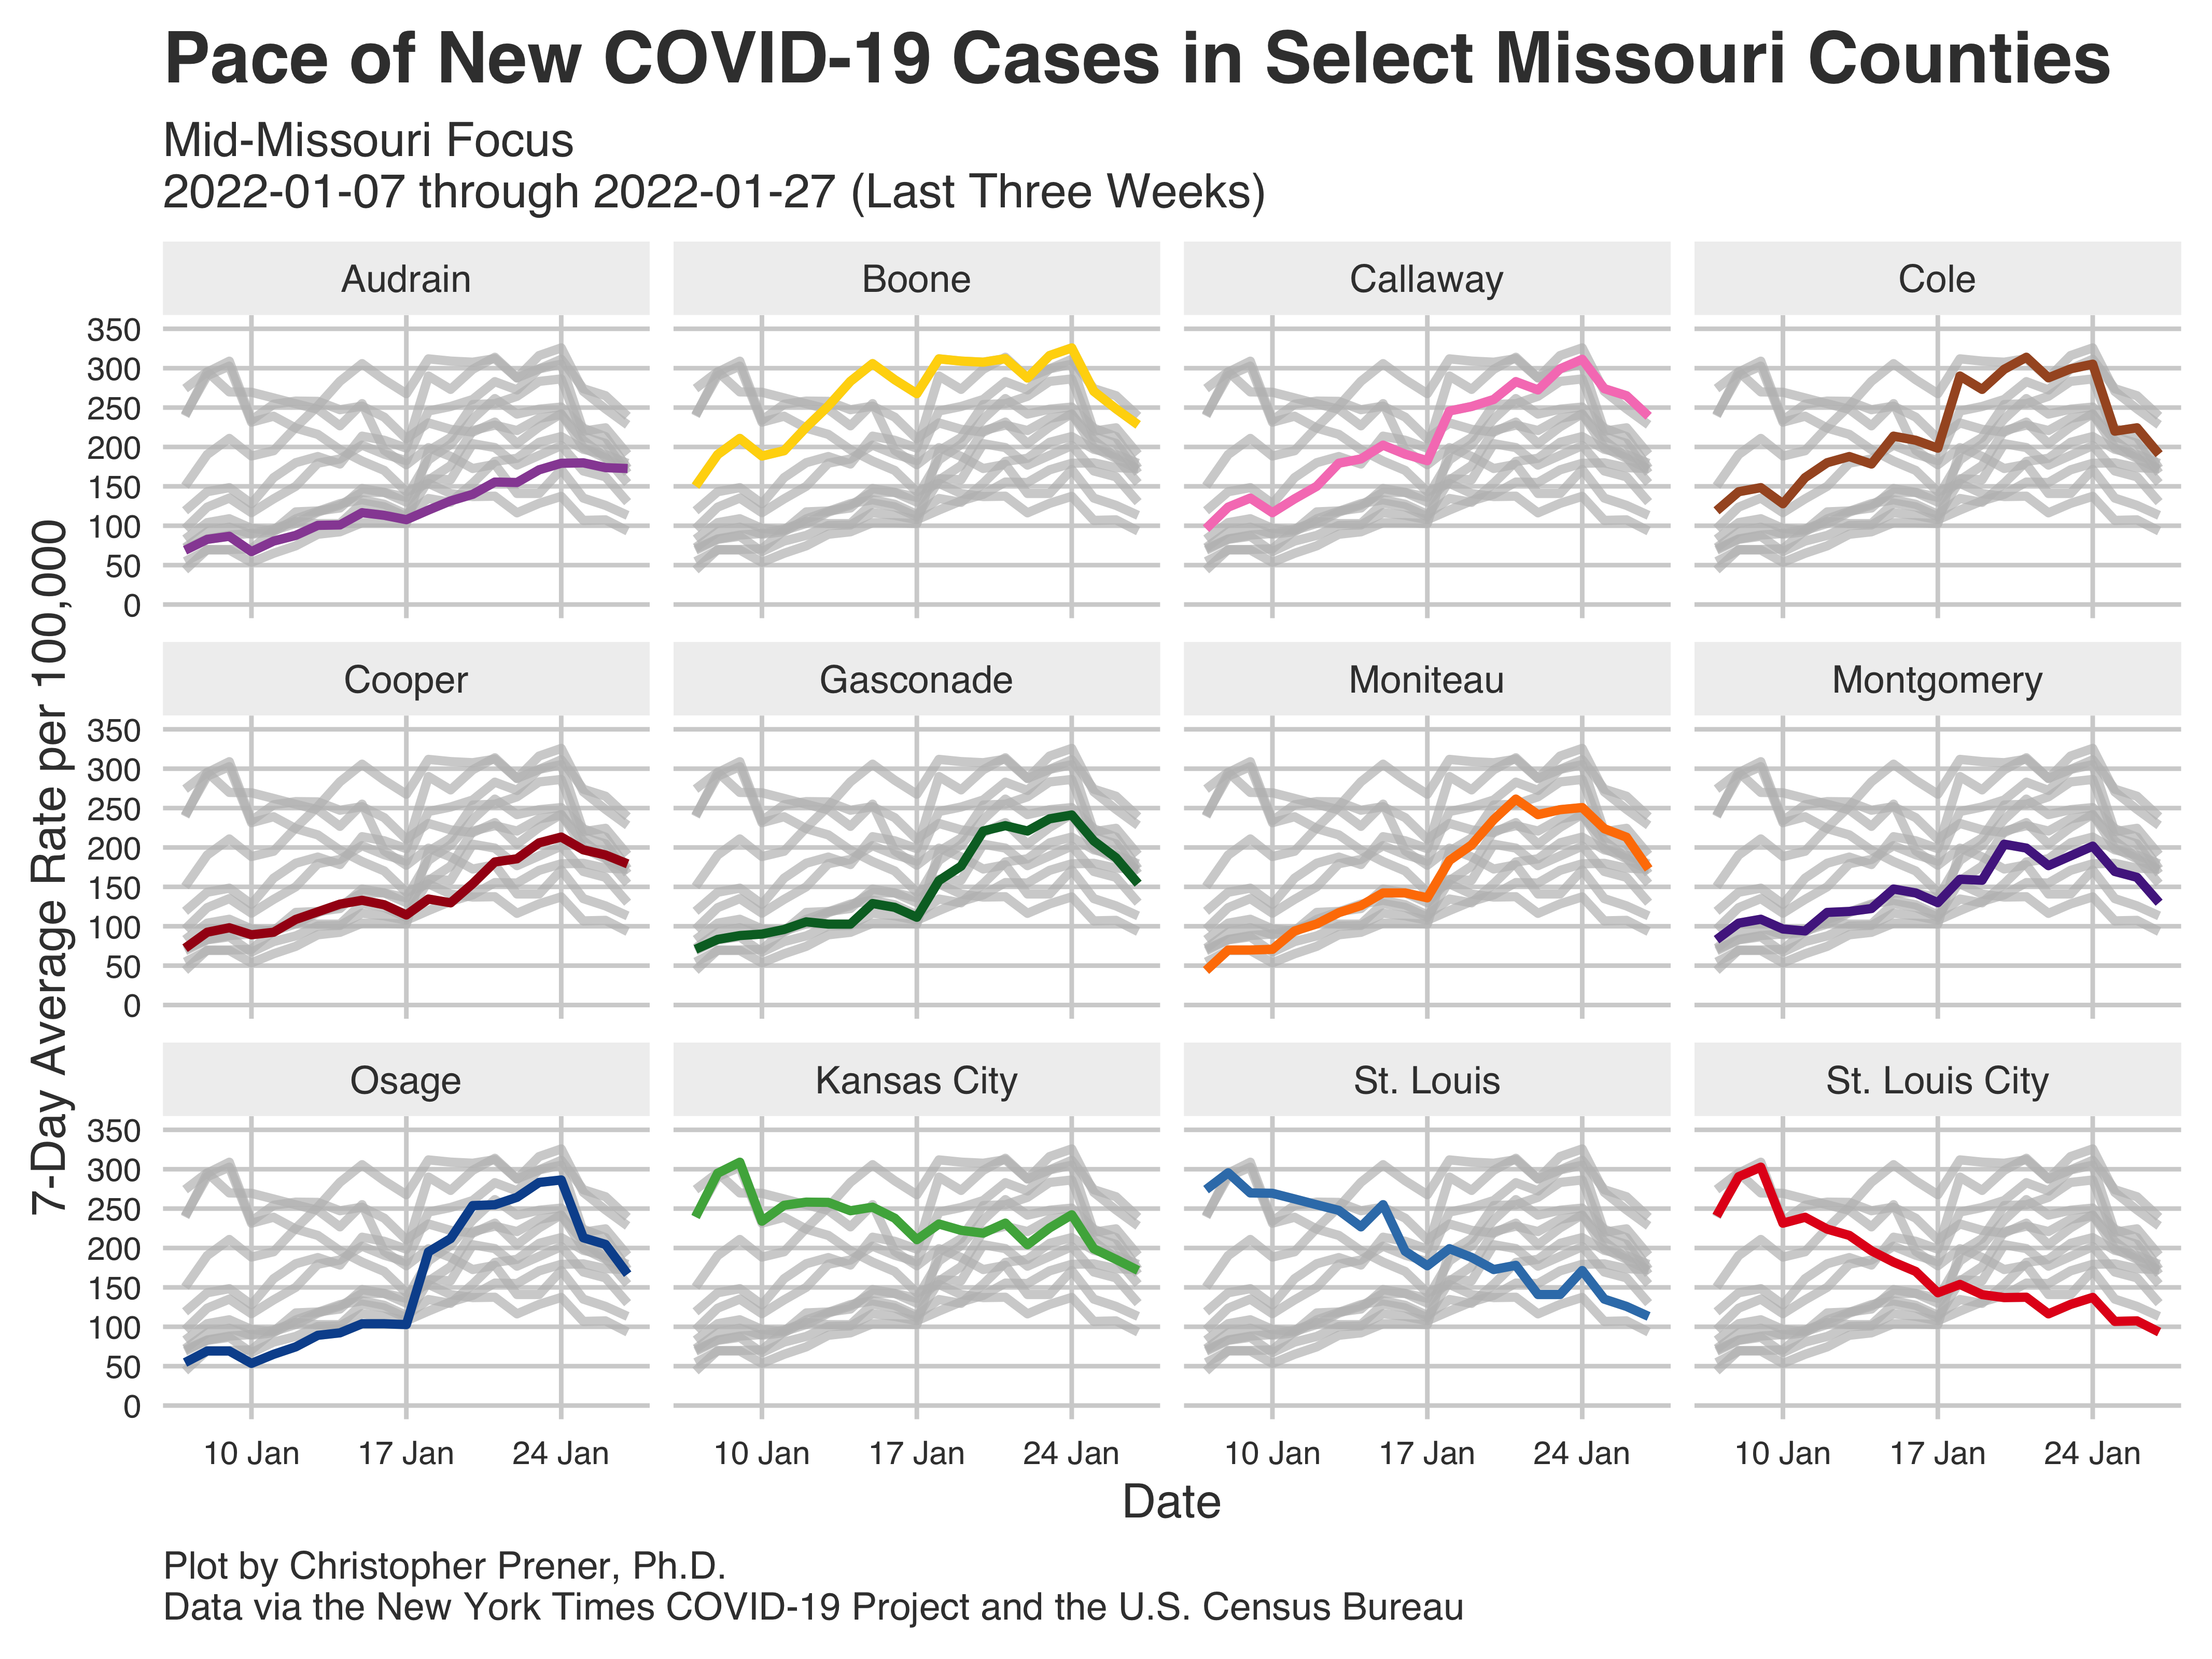 Pace of New COVID-19 Cases in Select Missouri Counties
Mid-Missouri Focus
2022-01-07 through 2022-01-27 (Last Three Weeks)
7-Day Average Rate per 100,000
Audrain
Boone
Callaway
Cole
350
300
250
200
150
100
50
0
Cooper
Gasconade
Moniteau
Montgomery
350
300
250
200
150
100
50
0
Osage
Kansas City
St. Louis
St. Louis City
350
300
250
200
150
100
50
0
10 Jan 17 Jan 24 Jan
10 Jan 17 Jan 24 Jan
10 Jan 17 Jan 24 Jan
10 Jan 17 Jan 24 Jan
Date
Plot by Christopher Prener, Ph.D.
Data via the New York Times COVID-19 Project and the U.S. Census Bureau